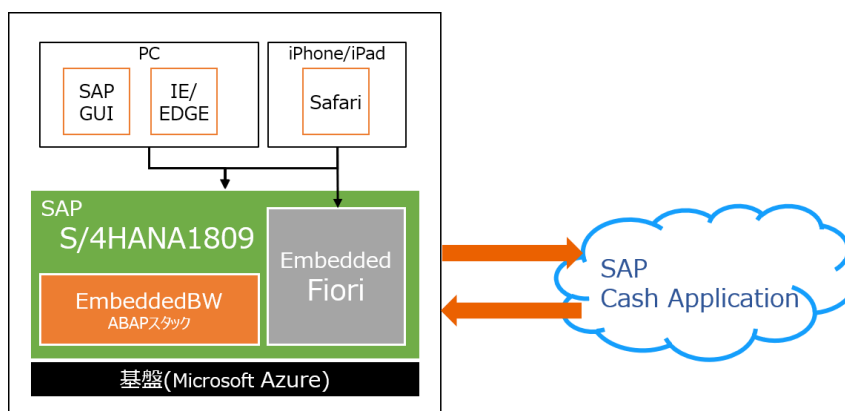 PC
SAP
GUI
IE/
EDGE
iPhone/iPad
Safari
SAP
S/4HANA1809
EmbeddedBW
ABAPスタック
Embedded
Fiori
基盤(Microsoft Azure)
SAP
Cash Application